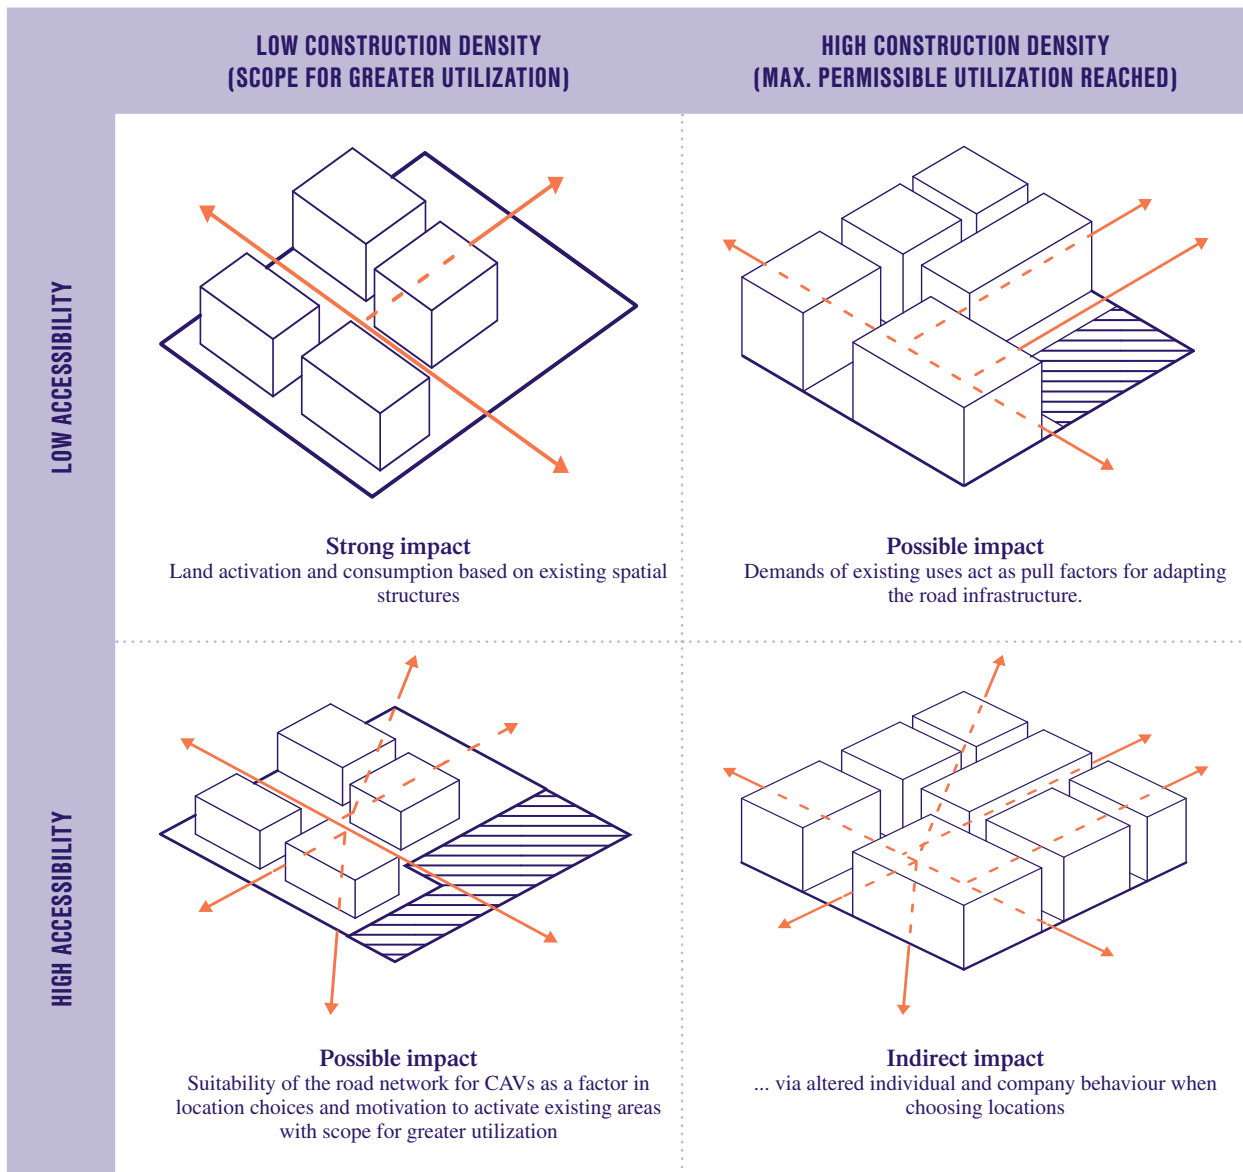 LOW CONSTRUCTION DENSITY
(SCOPE FOR GREATER UTILIZATION)
HIGH CONSTRUCTION DENSITY
(MAX. PERMISSIBLE UTILIZATION REACHED)
LOW ACCESSIBILITY
Strong impact
Land activation and consumption based on existing spatial
structures
Possible impact
Demands of existing uses act as pull factors for adapting
the road infrastructure.
HIGH ACCESSIBILITY
Possible impact
Suitability of the road network for CAVs as a factor in
location choices and motivation to activate existing areas
with scope for greater utilization
Indirect impact
... via altered individual and company behaviour when
choosing locations